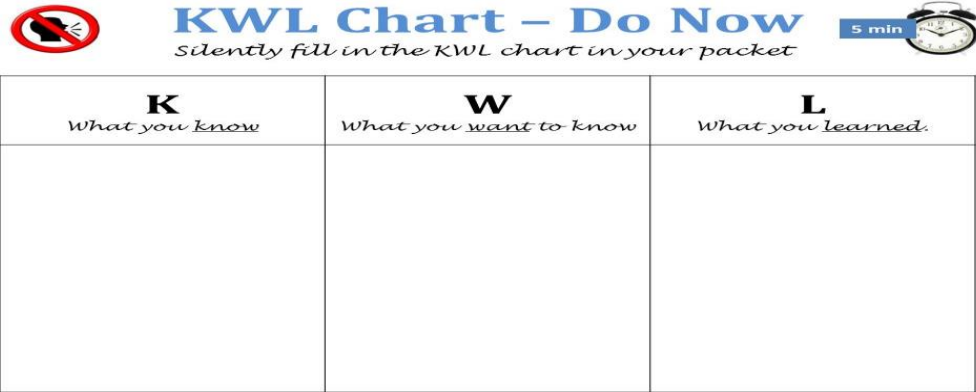 KWL Chart – Do Now
Silently fill in the KWL chart in your packet
5 min
K
What you know
W
What you want to know
L
What you learned.